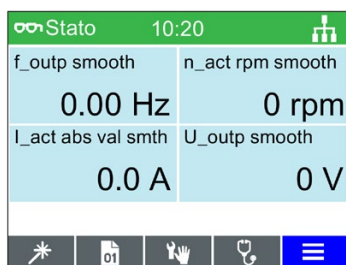 Stato 10:20
f_outp smooth n_act rpm smooth
0.00 Hz 0 rpm
I_act abs val smth U_outp smooth
0.0 A 0 V
01